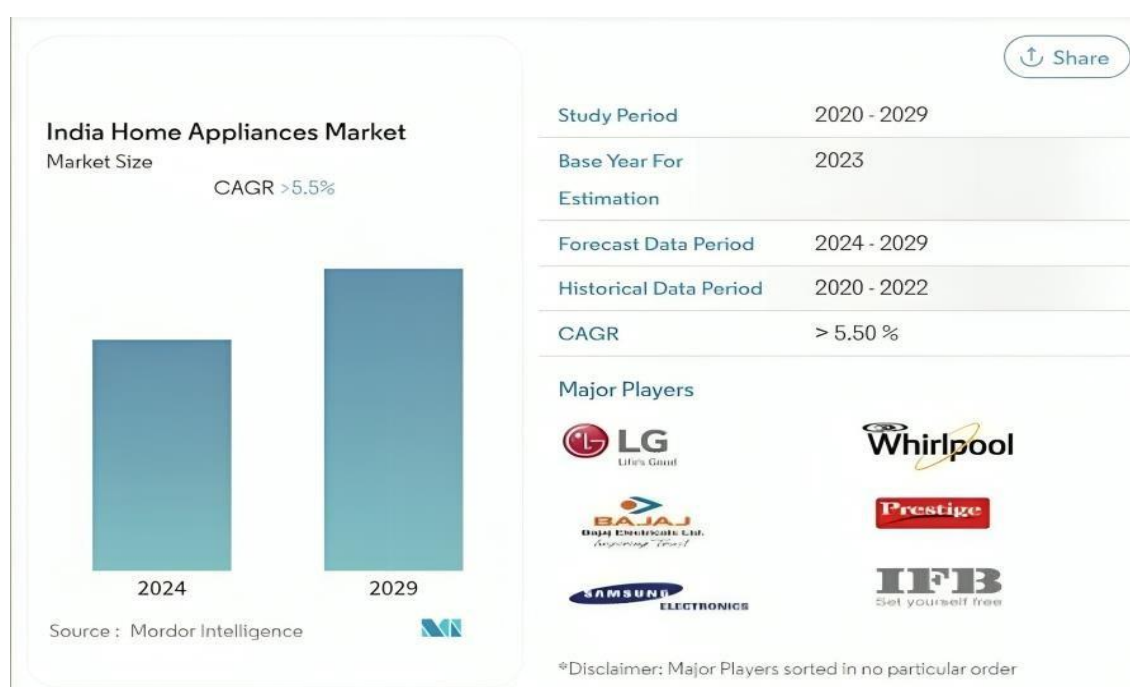 Share
India Home Appliances Market
Market Size
CAGR >5.5%
2024
2029
Source : Mordor Intelligence
Study Period 2020 - 2029
Base Year For Estimation 2023
Forecast Data Period 2024 - 2029
Historical Data Period 2020 - 2022
CAGR > 5.50 %
Major Players
LG
Life's Good
Whirlpool
BAJAJ
Bajaj Electricals Ltd.
Inspiring Trust
Prestige
SAMSUNG
ELECTRONICS
IFB
Set yourself free
*Disclaimer: Major Players sorted in no particular order